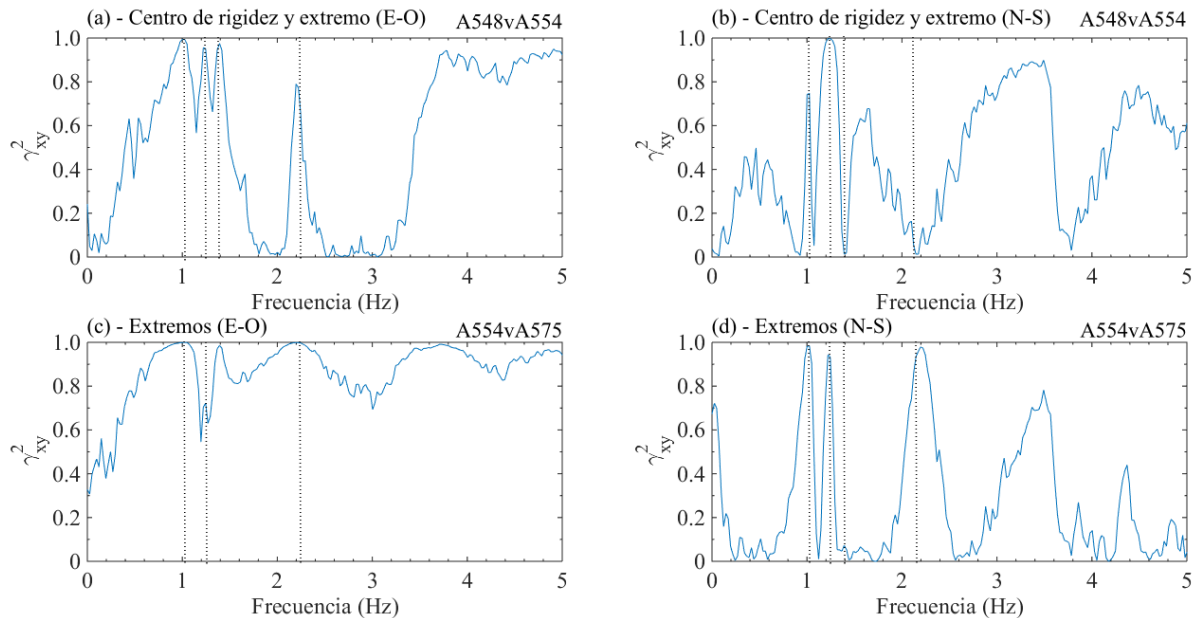 (a) - Centro de rigidez y extremo (E-O) A548vA554
1.0
0.8
0.6
0.4
0.2
0
γ²xy
0 1 2 3 4 5
Frecuencia (Hz)
(b) - Centro de rigidez y extremo (N-S) A548vA554
1.0
0.8
0.6
0.4
0.2
0
γ²xy
0 1 2 3 4 5
Frecuencia (Hz)
(c) - Extremos (E-O) A554vA575
1.0
0.8
0.6
0.4
0.2
0
γ²xy
0 1 2 3 4 5
Frecuencia (Hz)
(d) - Extremos (N-S) A554vA575
1.0
0.8
0.6
0.4
0.2
0
γ²xy
0 1 2 3 4 5
Frecuencia (Hz)